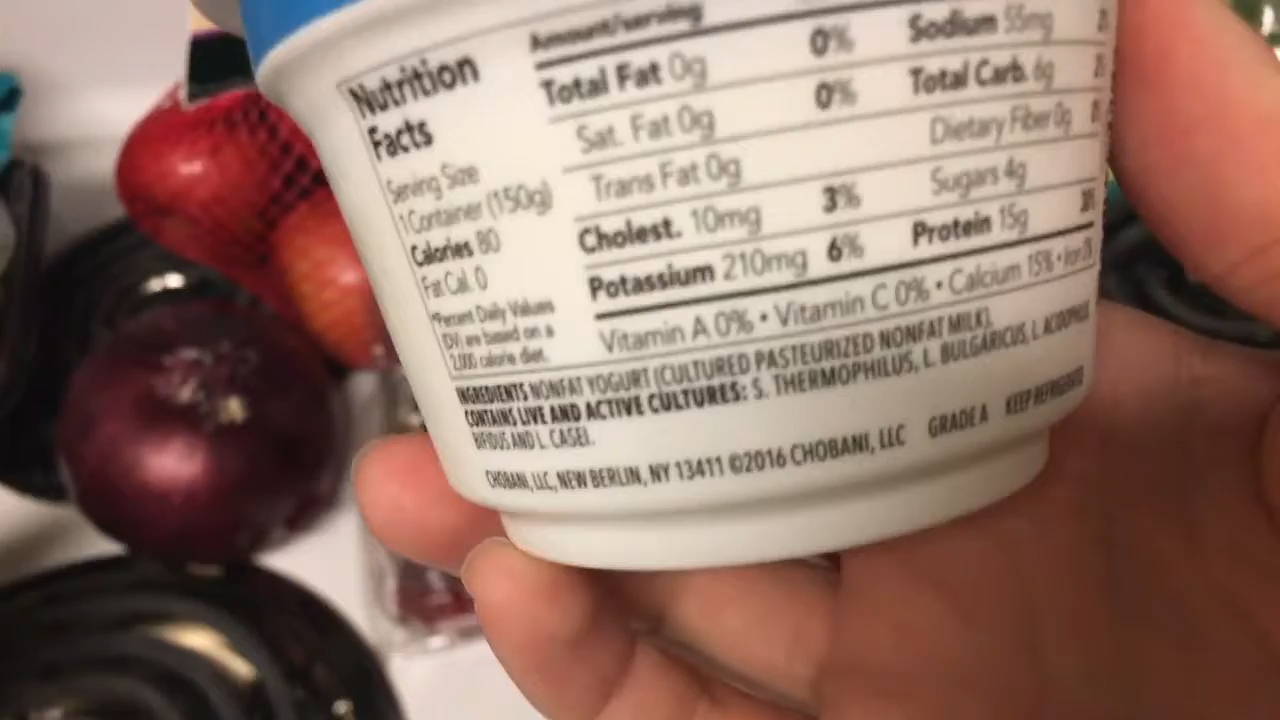 Nutrition
Facts
Serving Size
1 Container (150g)
Calories 80
Fat Cal. 0
*Percent Daily Values
(DV) are based on a
2,000 calorie diet.
Amount/serving
Total Fat 0g 0%
Sat. Fat 0g 0%
Trans Fat 0g
Cholest. 10mg 3%
Potassium 210mg 6%
Sodium 55mg
Total Carb. 6g
Dietary Fiber 0g
Sugars 4g
Protein 15g
Vitamin A 0% • Vitamin C 0% • Calcium 15% • Iron
INGREDIENTS NONFAT YOGURT (CULTURED PASTEURIZED NONFAT MILK).
CONTAINS LIVE AND ACTIVE CULTURES: S. THERMOPHILUS, L. BULGARICUS, L. ACIDOPHILUS,
BIFIDUS AND L. CASEI.
CHOBANI, LLC, NEW BERLIN, NY 13411 ©2016 CHOBANI, LLC GRADE A KEEP REFRIGERATED